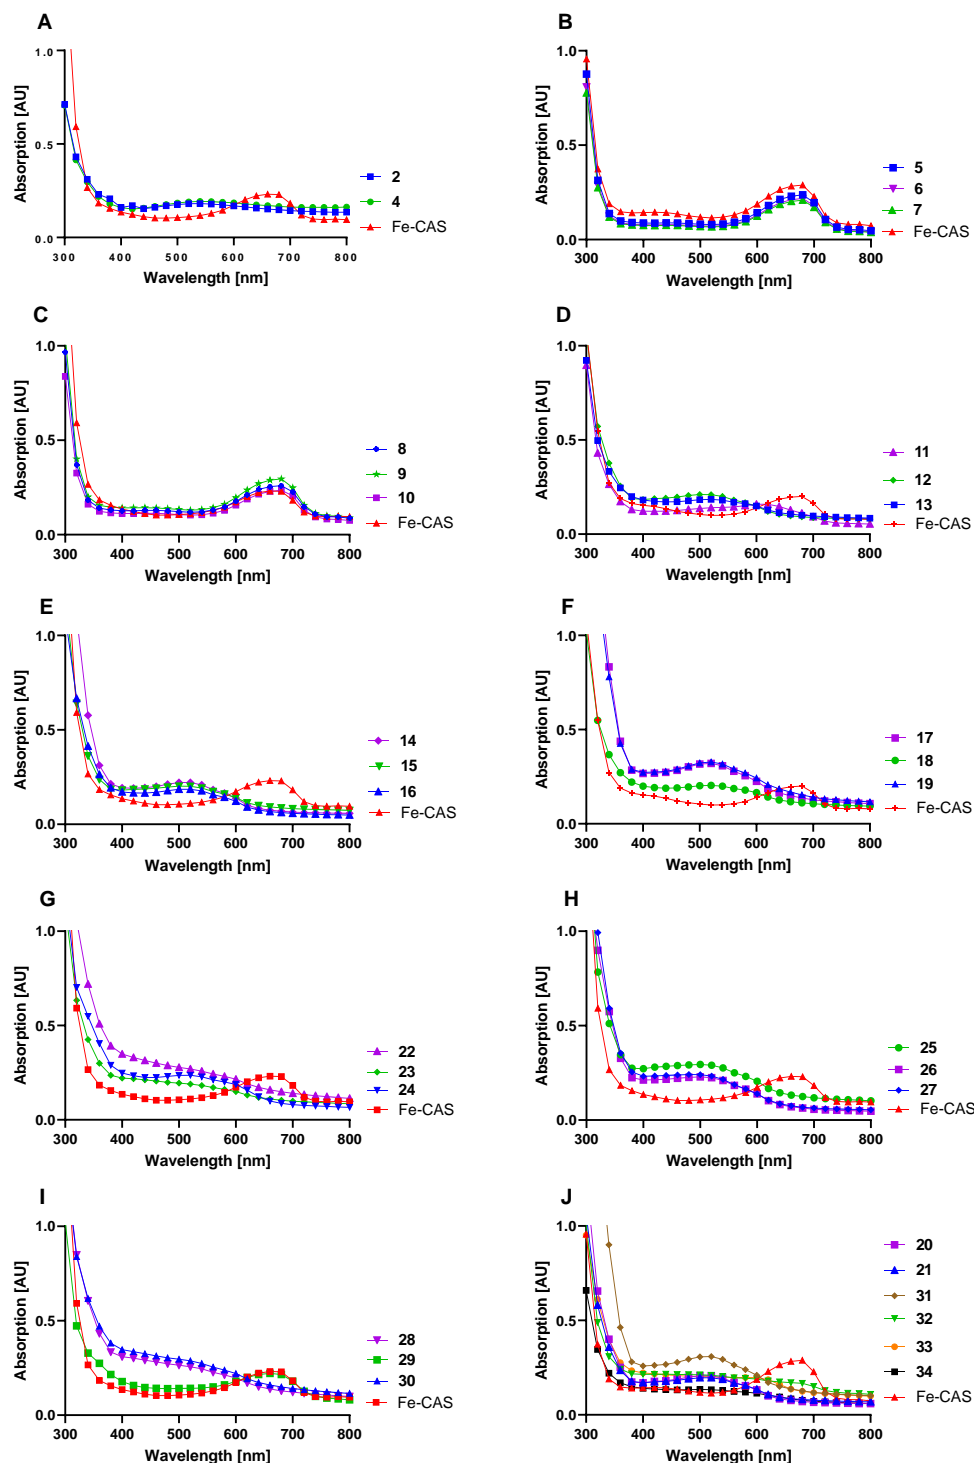 A
B
1.0
0.5
0.0
300 400 500 600 700 800
Absorption [AU]
Wavelength [nm]
2
4
Fe-CAS
1.0
0.5
0.0
300 400 500 600 700 800
Absorption [AU]
Wavelength [nm]
5
6
7
Fe-CAS
C
D
1.0
0.5
0.0
300 400 500 600 700 800
Absorption [AU]
Wavelength [nm]
8
9
10
Fe-CAS
1.0
0.5
0.0
300 400 500 600 700 800
Absorption [AU]
Wavelength [nm]
11
12
13
Fe-CAS
E
F
1.0
0.5
0.0
300 400 500 600 700 800
Absorption [AU]
Wavelength [nm]
14
15
16
Fe-CAS
1.0
0.5
0.0
300 400 500 600 700 800
Absorption [AU]
Wavelength [nm]
17
18
19
Fe-CAS
G
H
1.0
0.5
0.0
300 400 500 600 700 800
Absorption [AU]
Wavelength [nm]
22
23
24
Fe-CAS
1.0
0.5
0.0
300 400 500 600 700 800
Absorption [AU]
Wavelength [nm]
25
26
27
Fe-CAS
I
J
1.0
0.5
0.0
300 400 500 600 700 800
Absorption [AU]
Wavelength [nm]
28
29
30
Fe-CAS
1.0
0.5
0.0
300 400 500 600 700 800
Absorption [AU]
Wavelength [nm]
20
21
31
32
33
34
Fe-CAS